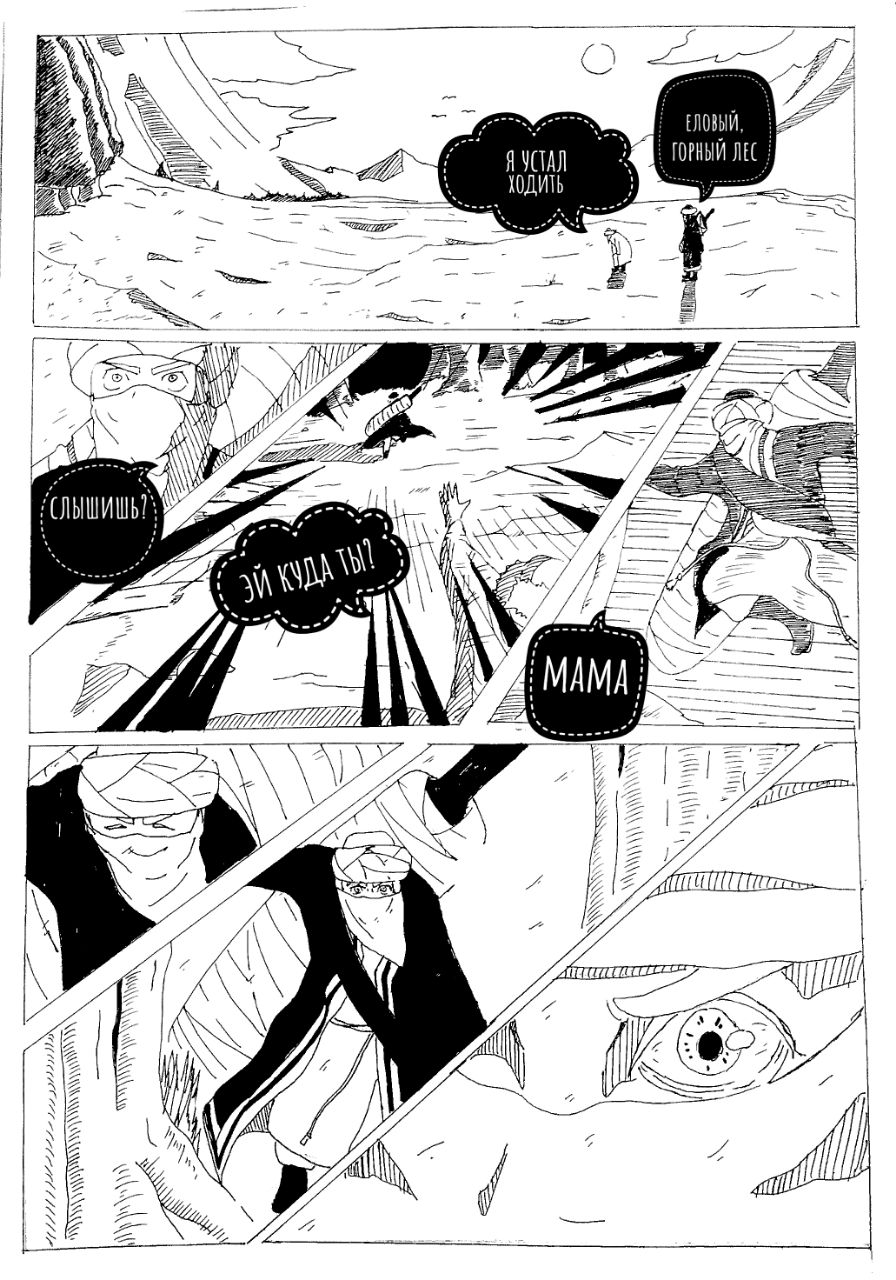 Я УСТАЛ
ХОДИТЬ
ЕЛОВЫЙ,
ГОРНЫЙ ЛЕС
СЛЫШИШЬ?
ЭЙ КУДА ТЫ?
МАМА